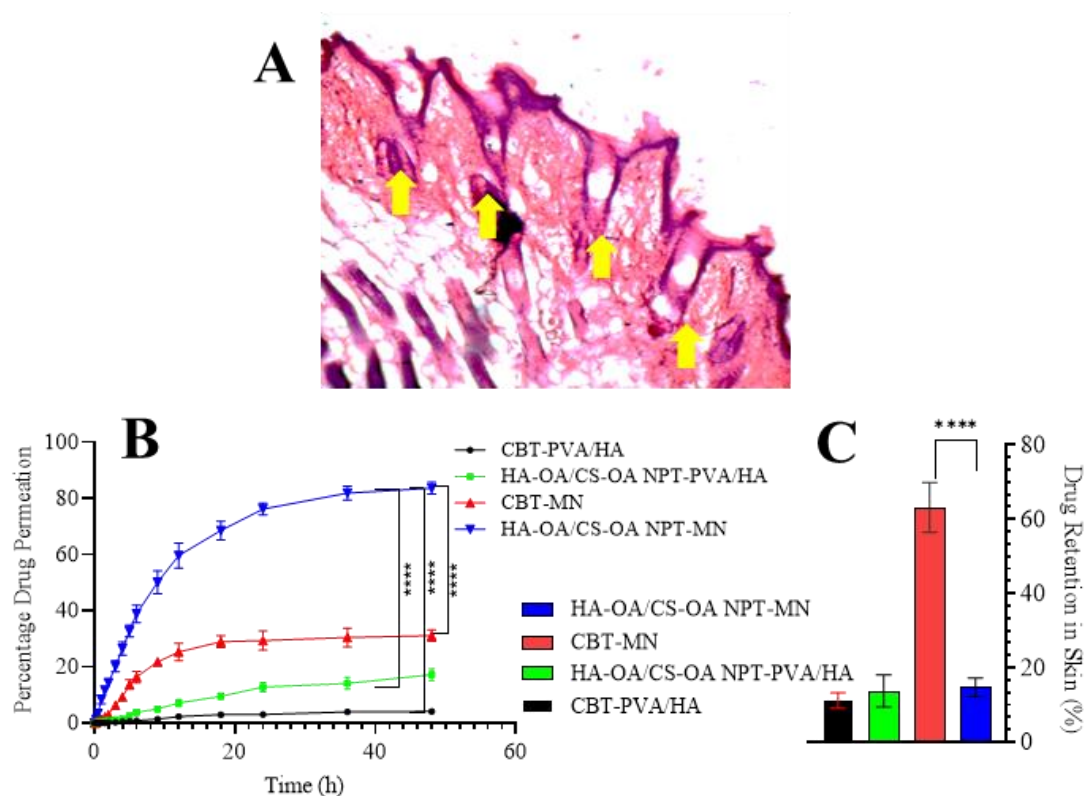 A
B
Percentage Drug Permeation
100
80
60
40
20
0
0
20
40
60
Time (h)
CBT-PVA/HA
HA-OA/CS-OA NPT-PVA/HA
CBT-MN
HA-OA/CS-OA NPT-MN
****
****
****
C
HA-OA/CS-OA NPT-MN
CBT-MN
HA-OA/CS-OA NPT-PVA/HA
CBT-PVA/HA
****
80
60
40
20
0
Drug Retention in Skin (%)